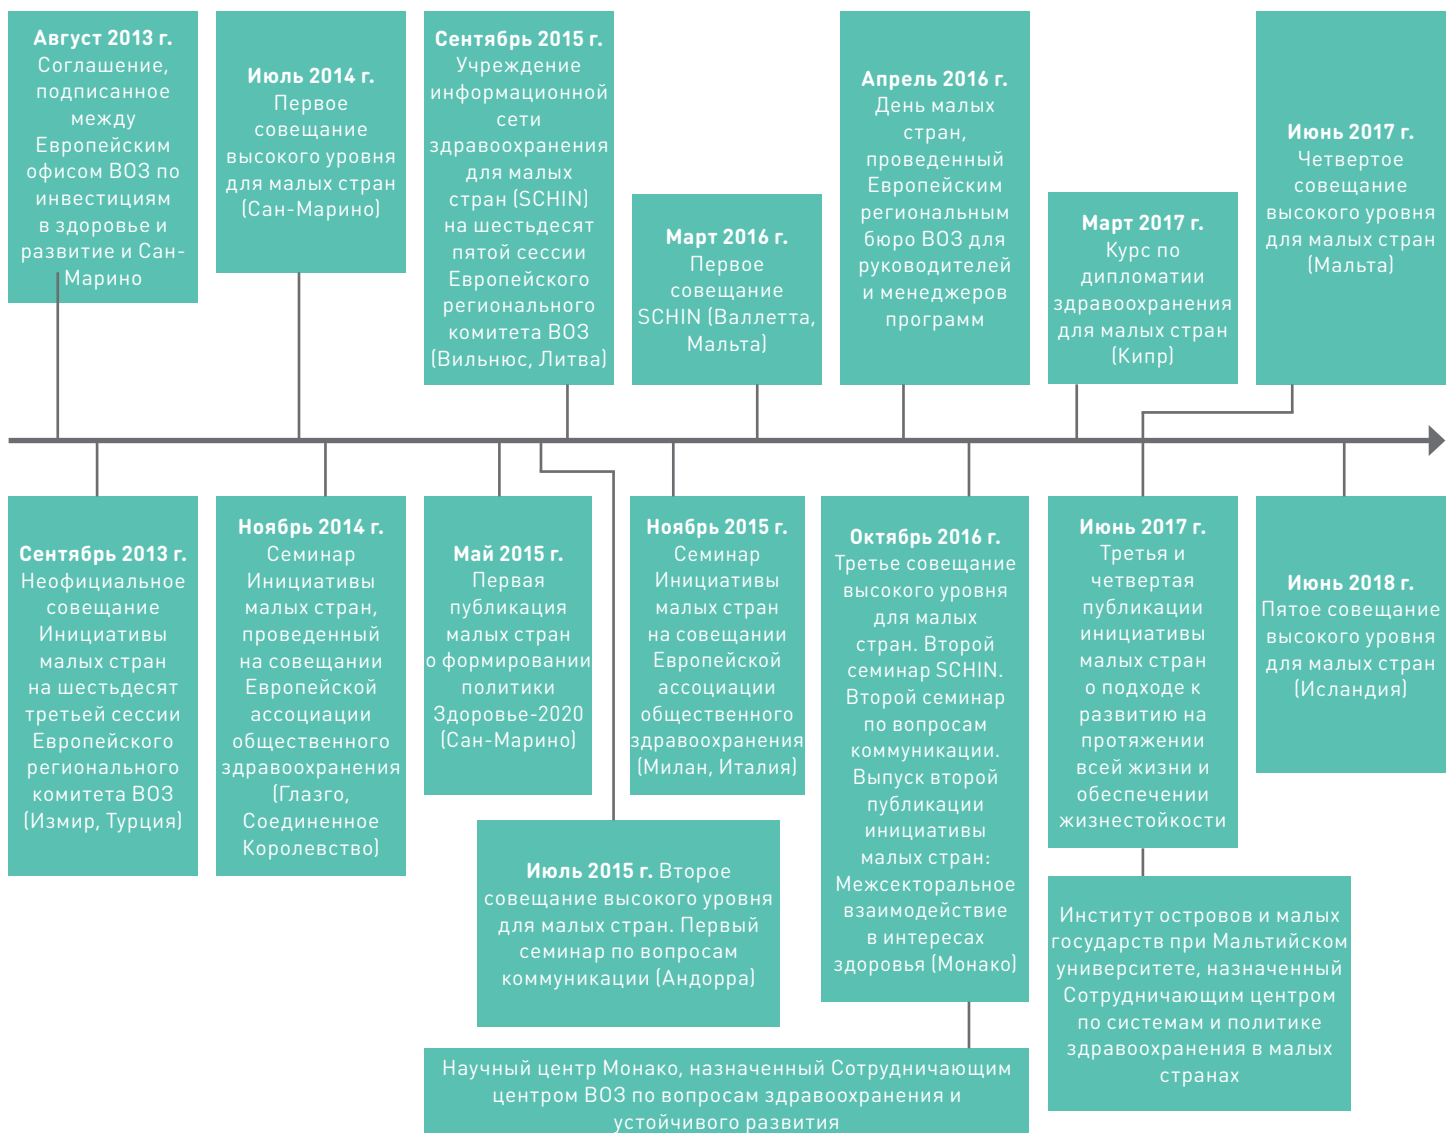 Август 2013 г.
Соглашение,
подписанное
между
Европейским
офисом ВОЗ по
инвестициям
в здоровье и
развитие и Сан-
Марино
Июль 2014 г.
Первое
совещание
высокого уровня
для малых стран
(Сан-Марино)
Сентябрь 2015 г.
Учреждение
информационной
сети
здравоохранения
для малых
стран (SCHIN)
на шестьдесят
пятой сессии
Европейского
регионального
комитета ВОЗ
(Вильнюс, Литва)
Март 2016 г.
Первое
совещание
SCHIN (Валлетта,
Мальта)
Апрель 2016 г.
День малых
стран,
проведенный
Европейским
региональным
бюро ВОЗ для
руководителей
и менеджеров
программ
Март 2017 г.
Курс по
дипломатии
здравоохранения
для малых стран
(Кипр)
Июнь 2017 г.
Четвертое
совещание
высокого уровня
для малых стран
(Мальта)
Сентябрь 2013 г.
Неофициальное
совещание
Инициативы
малых стран
на шестьдесят
третьей сессии
Европейского
регионального
комитета ВОЗ
(Измир, Турция)
Ноябрь 2014 г.
Семинар
Инициативы
малых стран,
проведенный
на совещании
Европейской
ассоциации
общественного
здравоохранения
(Глазго,
Соединенное
Королевство)
Май 2015 г.
Первая
публикация
малых стран
о формировании
политики
Здоровье-2020
(Сан-Марино)
Июль 2015 г. Второе
совещание высокого уровня
для малых стран. Первый
семинар по вопросам
коммуникации (Андорра)
Ноябрь 2015 г.
Семинар
Инициативы
малых стран
на совещании
Европейской
ассоциации
общественного
здравоохранения
(Милан, Италия)
Октябрь 2016 г.
Третье совещание
высокого уровня
для малых
стран. Второй
семинар SCHIN.
Второй семинар
по вопросам
коммуникации.
Выпуск второй
публикации
инициативы
малых стран:
Межсекторальное
взаимодействие
в интересах
здоровья (Монако)
Научный центр Монако, назначенный Сотрудничающим
центром ВОЗ по вопросам здравоохранения и
устойчивого развития
Июнь 2017 г.
Третья и
четвертая
публикации
инициативы
малых стран
о подходе к
развитию на
протяжении
всей жизни и
обеспечении
жизнестойкости
Институт островов и малых
государств при Мальтийском
университете, назначенный
Сотрудничающим центром
по системам и политике
здравоохранения в малых
странах
Июнь 2018 г.
Пятое совещание
высокого уровня
для малых стран
(Исландия)